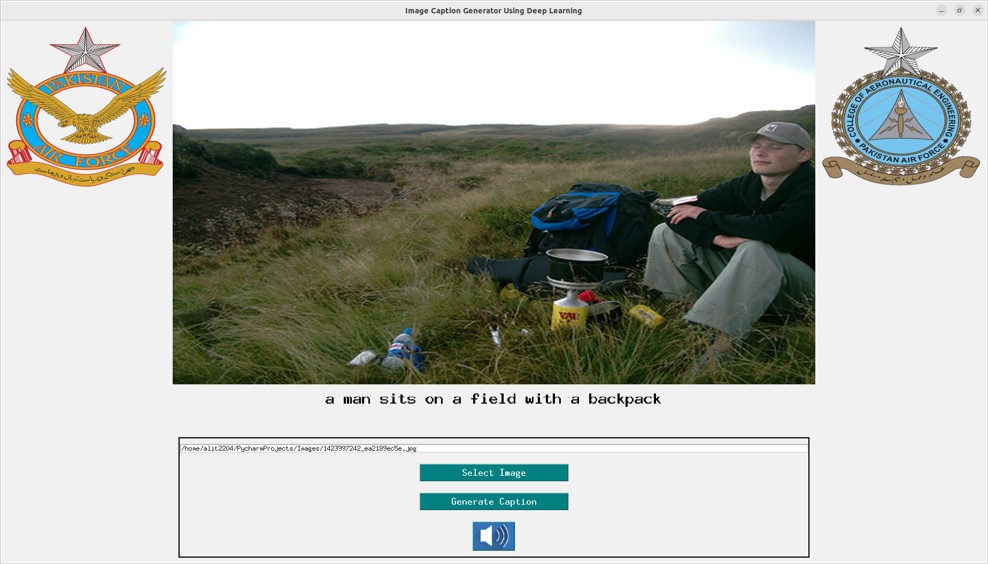 Image Caption Generator Using Deep Learning
PAKISTAN
AIR FORCE
COLLEGE OF AERONAUTICAL ENGINEERING
PAKISTAN AIR FORCE
a man sits on a field with a backpack
/home/alit2204/PycharmProjects/Images/1423997242_ea2189ec5e.jpg
Select Image
Generate Caption